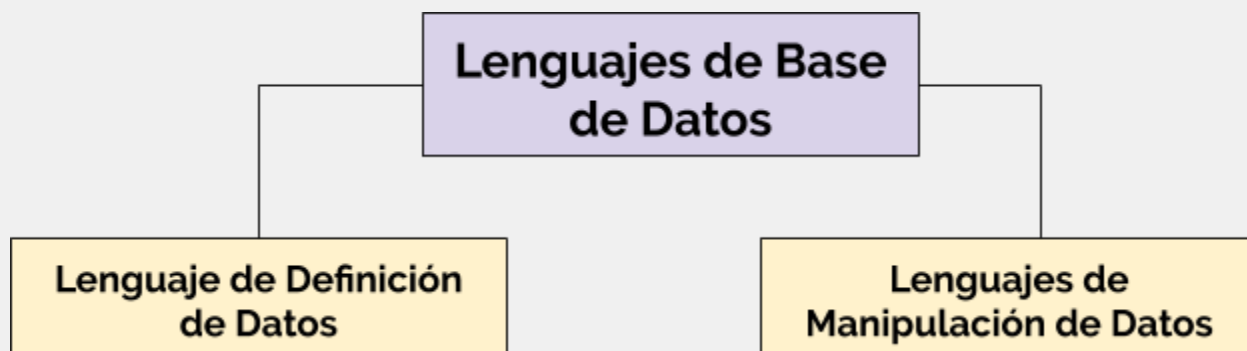 Lenguajes de Base
de Datos
Lenguaje de Definición
de Datos
Lenguajes de
Manipulación de Datos